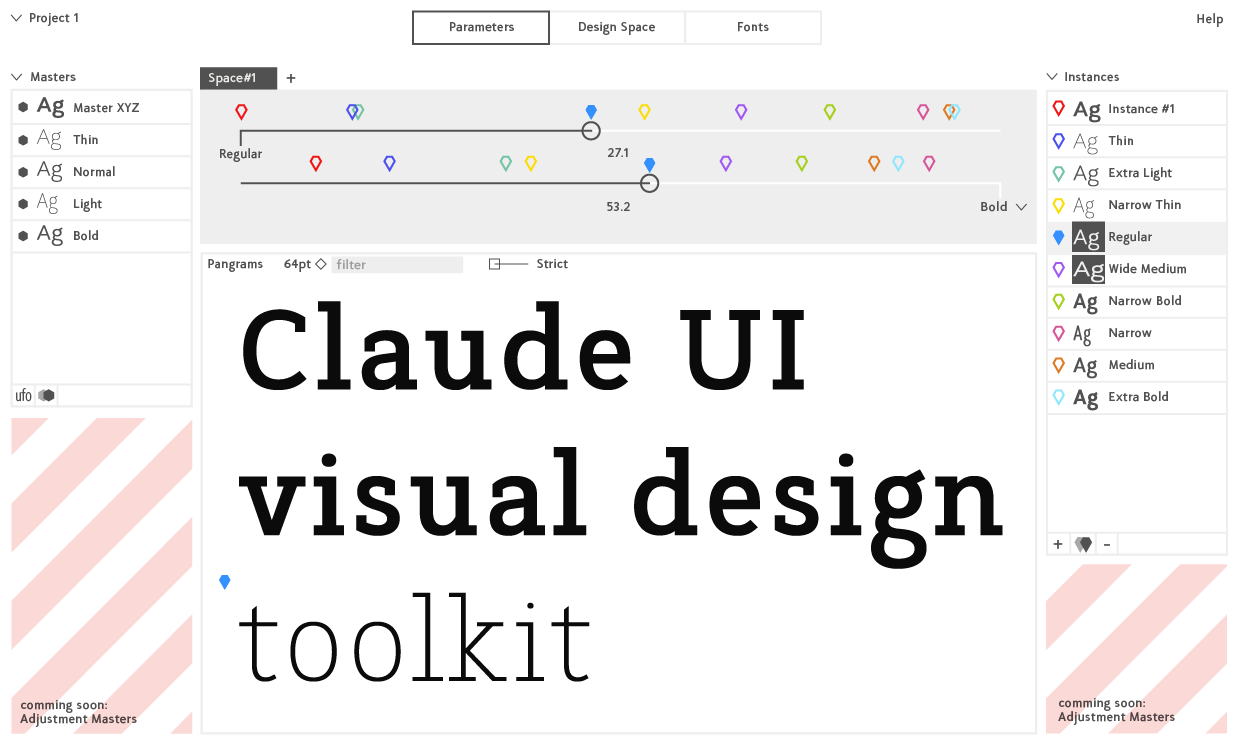 Project 1
Parameters
Design Space
Fonts
Help
Masters
Ag Master XYZ
Ag Thin
Ag Normal
Ag Light
Ag Bold
ufo
comming soon:
Adjustment Masters
Space#1 +
Regular
27.1
53.2
Bold
Pangrams 64pt filter Strict
Claude UI
visual design
toolkit
Instances
Ag Instance #1
Ag Thin
Ag Extra Light
Ag Narrow Thin
Ag Regular
Ag Wide Medium
Ag Narrow Bold
Ag Narrow
Ag Medium
Ag Extra Bold
+ -
comming soon:
Adjustment Masters